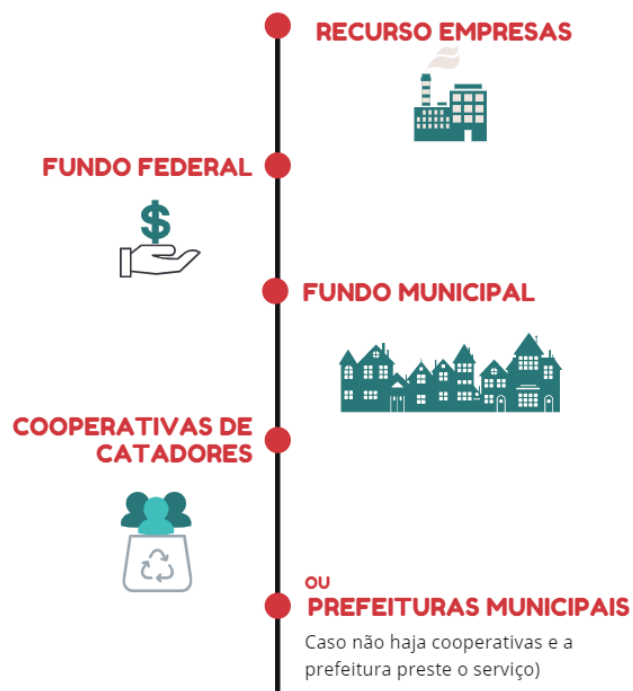 RECURSO EMPRESAS
FUNDO FEDERAL
$
FUNDO MUNICIPAL
COOPERATIVAS DE
CATADORES
OU
PREFEITURAS MUNICIPAIS
Caso não haja cooperativas e a
prefeitura preste o serviço)